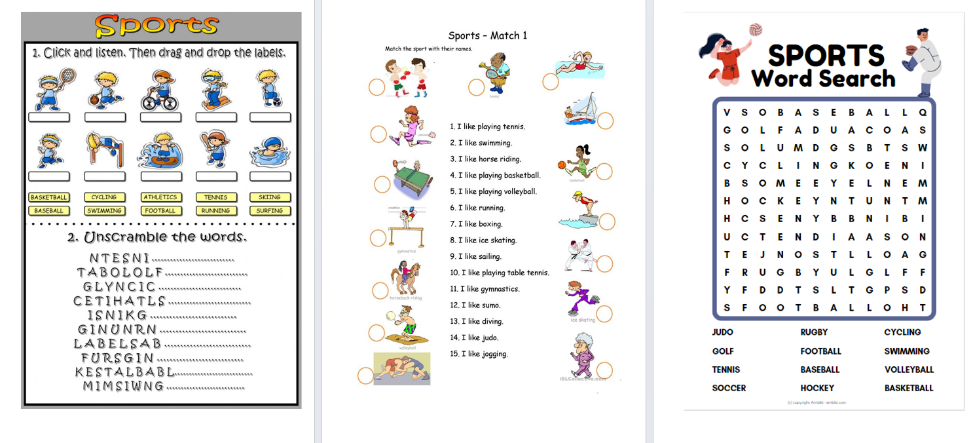 Sports
1. Click and listen. Then drag and drop the labels.
BASKETBALL CYCLING ATHLETICS TENNIS SKIING
BASEBALL SWIMMING FOOTBALL RUNNING SURFING
2. Unscramble the words.
NTESNI
TABOLOLF
GLYNCIC
CETIHATLS
ISNIKG
GINUNRN
LABELSAB
FURSGIN
KESTALBABL
MIMSIWNG
Sports – Match 1
Match the sport with their names.
1. I like playing tennis.
2. I like swimming.
3. I like horse riding.
4. I like playing basketball.
5. I like playing volleyball.
6. I like running.
7. I like boxing.
8. I like ice skating.
9. I like sailing.
10. I like playing table tennis.
11. I like gymnastics.
12. I like sumo.
13. I like diving.
14. I like judo.
15. I like jogging.
horseback riding
volleyball
ice skating
SPORTS
Word Search
V S O B A S E B A L L Q
G O L F A D U A C O A S
S O L U M D G S B T S W
C Y C L I N G K O E N I
B S O M E E Y E L N E M
H O C K E Y N T U N T M
H C S E N Y B B N I B I
U C T E N D I A A S O N
T E J N O S T L L O A G
F R U G B Y U L G L F F
Y F D D T S L T G P S D
S F O O T B A L L O H T
JUDO RUGBY CYCLING
GOLF FOOTBALL SWIMMING
TENNIS BASEBALL VOLLEYBALL
SOCCER HOCKEY BASKETBALL